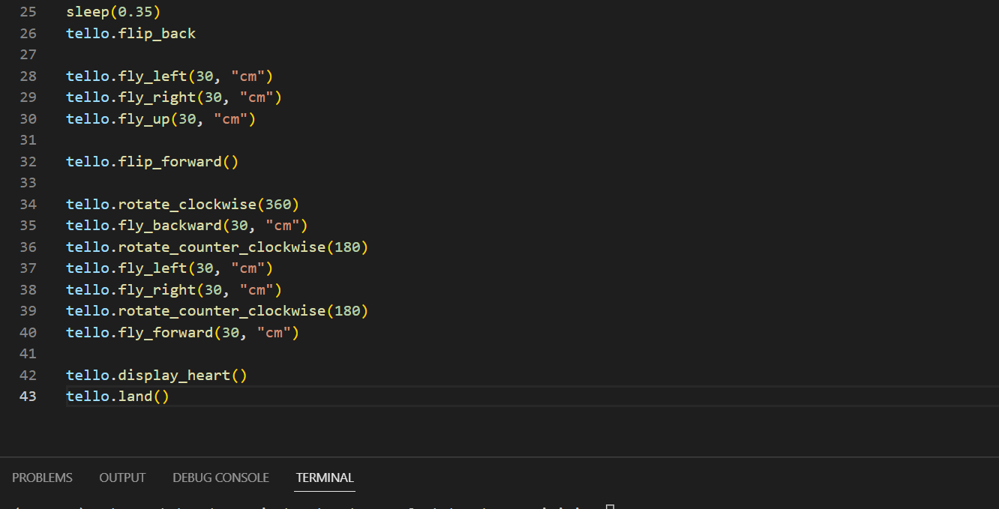 25 sleep(0.35)
26 tello.flip_back
27
28 tello.fly_left(30, "cm")
29 tello.fly_right(30, "cm")
30 tello.fly_up(30, "cm")
31
32 tello.flip_forward()
33
34 tello.rotate_clockwise(360)
35 tello.fly_backward(30, "cm")
36 tello.rotate_counter_clockwise(180)
37 tello.fly_left(30, "cm")
38 tello.fly_right(30, "cm")
39 tello.rotate_counter_clockwise(180)
40 tello.fly_forward(30, "cm")
41
42 tello.display_heart()
43 tello.land()
PROBLEMS OUTPUT DEBUG CONSOLE TERMINAL